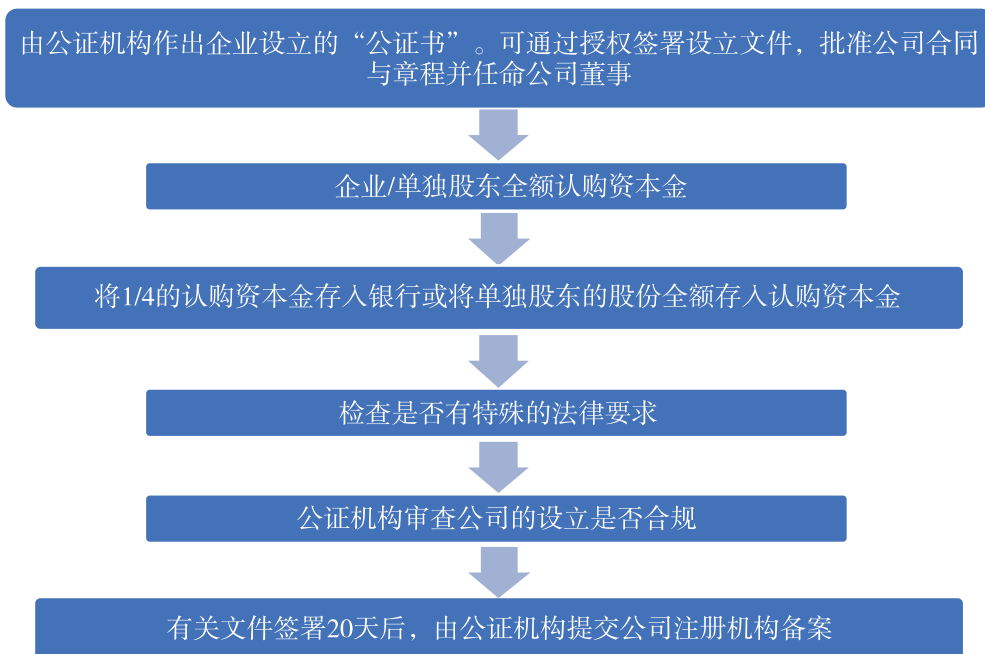 由公证机构作出企业设立的“公证书”。可通过授权签署设立文件，批准公司合同
与章程并任命公司董事
企业/单独股东全额认购资本金
将1/4的认购资本金存入银行或将单独股东的股份全额存入认购资本金
检查是否有特殊的法律要求
公证机构审查公司的设立是否合规
有关文件签署20天后，由公证机构提交公司注册机构备案